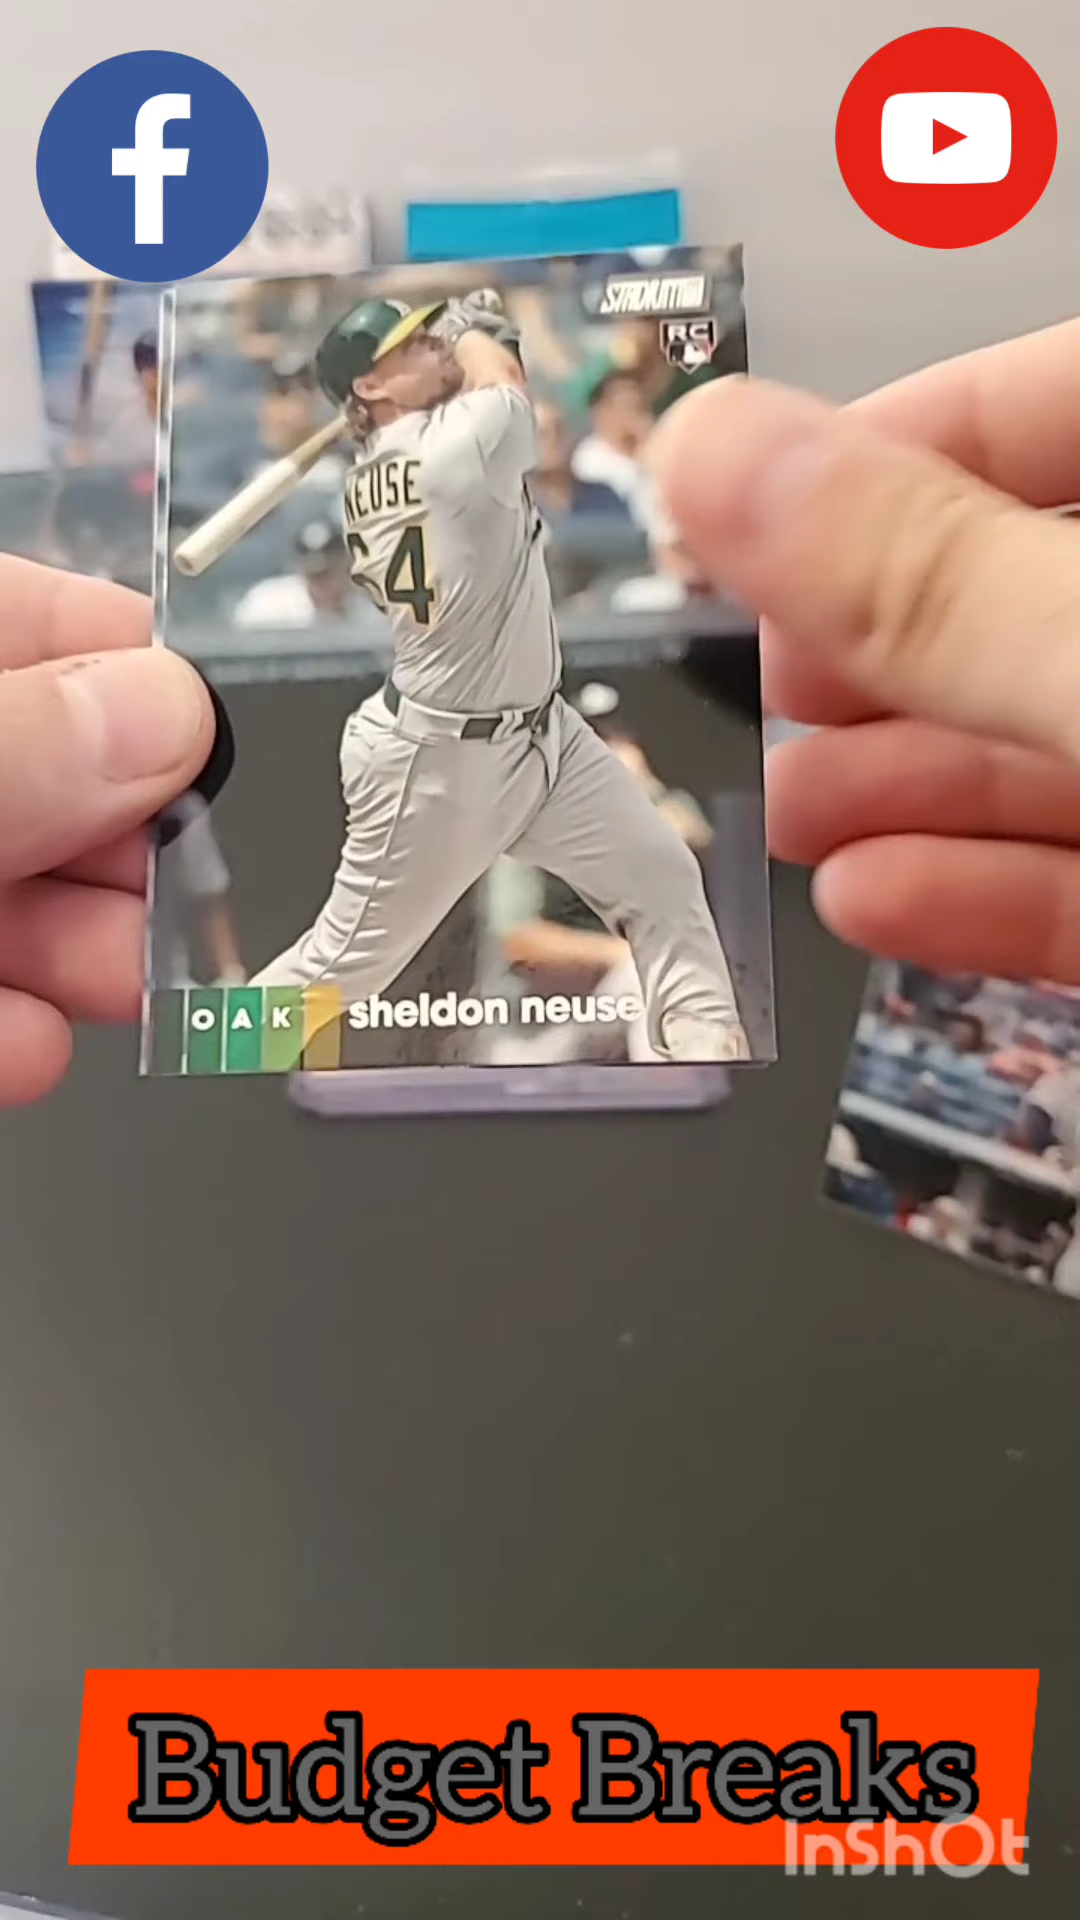 f
STADIUM
RC
NEUSE
64
OAK sheldon neuse
Budget Breaks
InShOt